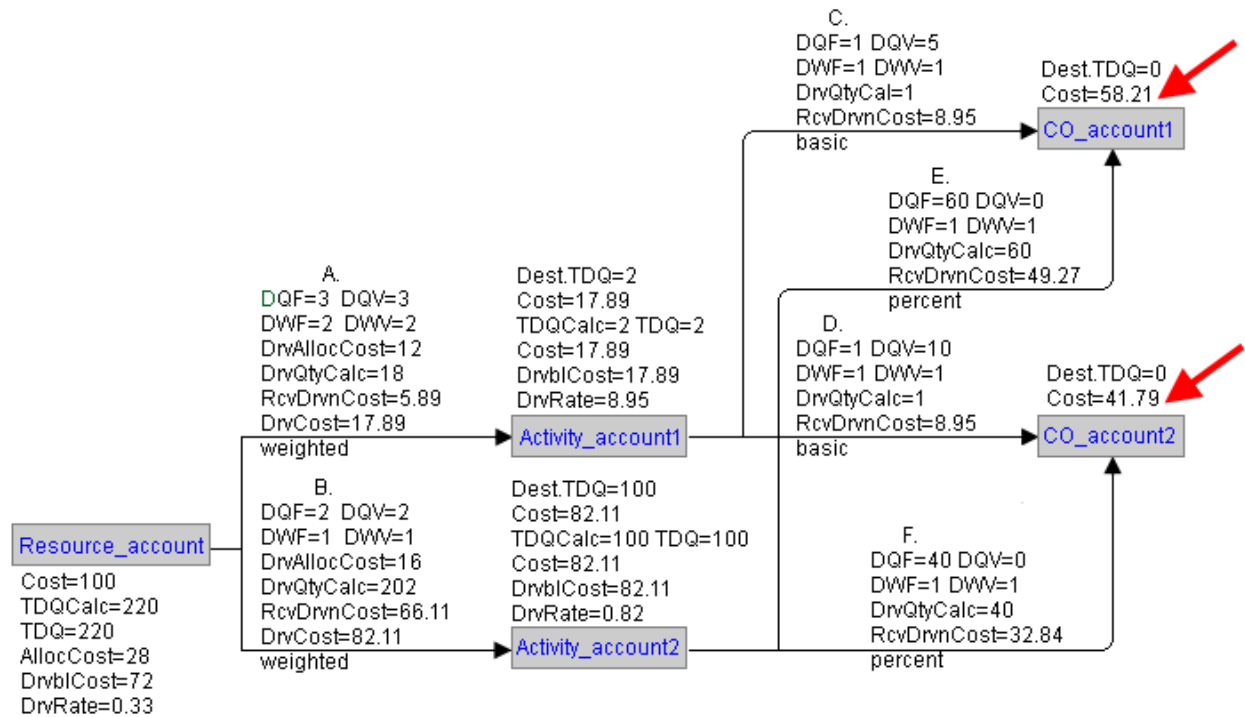 C.
DQF=1 DQV=5
DWF=1 DWV=1
DrvQtyCal=1
RcvDrvnCost=8.95
basic
Dest.TDQ=0
Cost=58.21
CO_account1
E.
DQF=60 DQV=0
DWF=1 DWV=1
DrvQtyCalc=60
RcvDrvnCost=49.27
percent
A.
DQF=3 DQV=3
DWF=2 DWV=2
DrvAllocCost=12
DrvQtyCalc=18
RcvDrvnCost=5.89
DrvCost=17.89
weighted
Dest.TDQ=2
Cost=17.89
TDQCalc=2 TDQ=2
Cost=17.89
DrvblCost=17.89
DrvRate=8.95
Activity_account1
D.
DQF=1 DQV=10
DWF=1 DWV=1
DrvQtyCalc=1
RcvDrvnCost=8.95
basic
Dest.TDQ=0
Cost=41.79
CO_account2
Resource_account
Cost=100
TDQCalc=220
TDQ=220
AllocCost=28
DrvblCost=72
DrvRate=0.33
B.
DQF=2 DQV=2
DWF=1 DWV=1
DrvAllocCost=16
DrvQtyCalc=202
RcvDrvnCost=66.11
DrvCost=82.11
weighted
Dest.TDQ=100
Cost=82.11
TDQCalc=100 TDQ=100
Cost=82.11
DrvblCost=82.11
DrvRate=0.82
Activity_account2
F.
DQF=40 DQV=0
DWF=1 DWV=1
DrvQtyCalc=40
RcvDrvnCost=32.84
percent